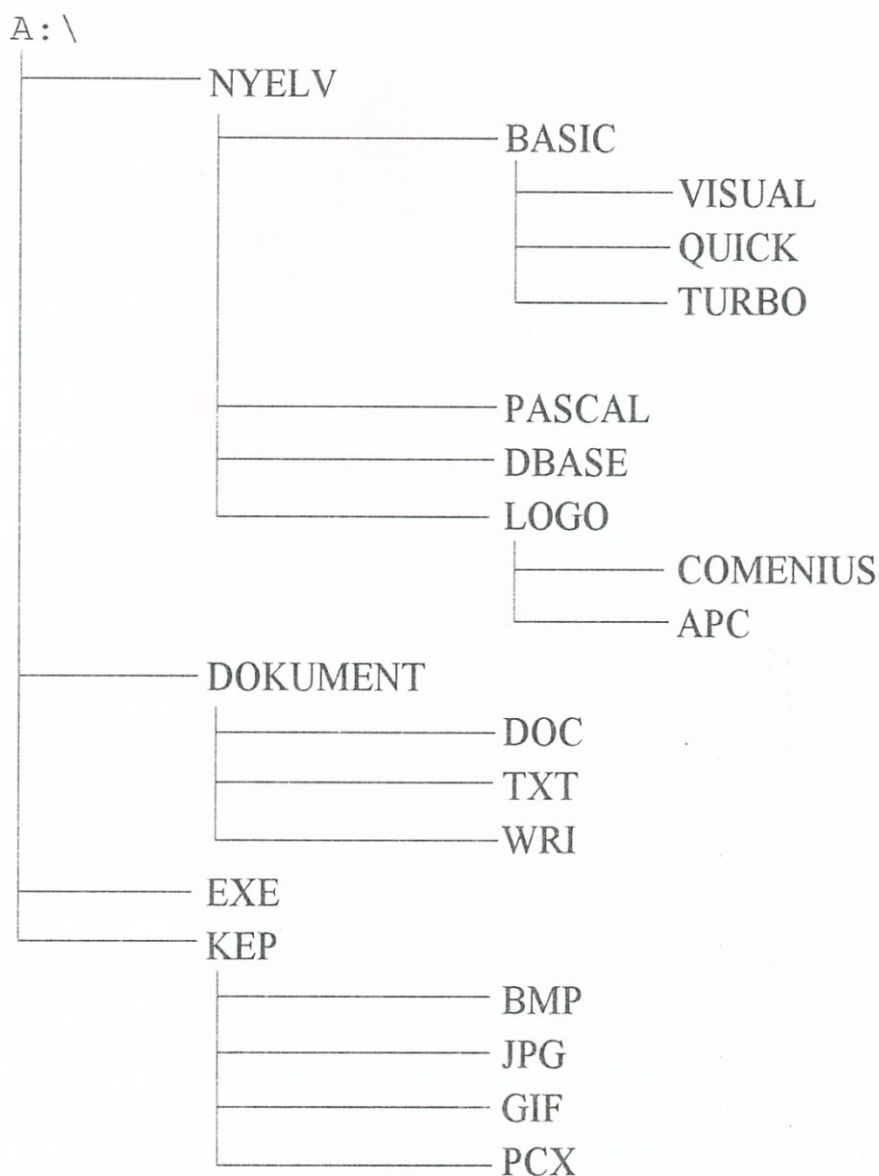 A:\
NYELV
BASIC
VISUAL
QUICK
TURBO
PASCAL
DBASE
LOGO
COMENIUS
APC
DOKUMENT
DOC
TXT
WRI
EXE
KEP
BMP
JPG
GIF
PCX